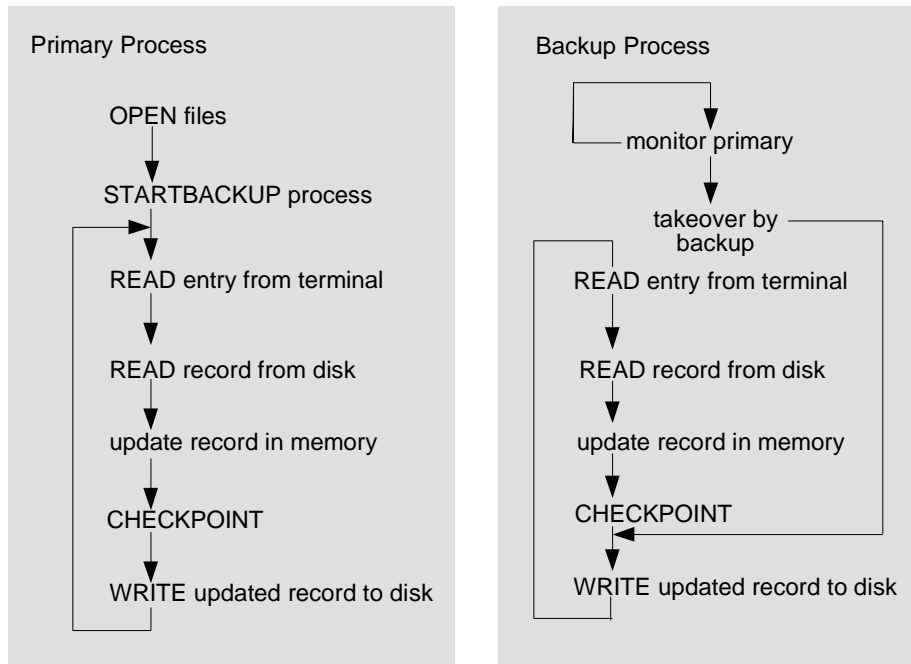 Primary Process
OPEN files
STARTBACKUP process
READ entry from terminal
READ record from disk
update record in memory
CHECKPOINT
WRITE updated record to disk
Backup Process
monitor primary
takeover by
backup
READ entry from terminal
READ record from disk
update record in memory
CHECKPOINT
WRITE updated record to disk